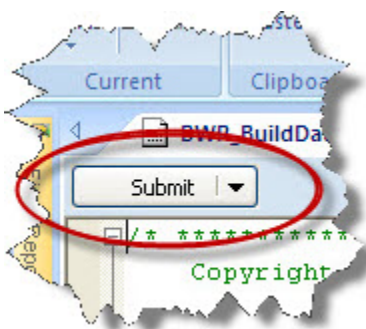 Current
Clipboa
BWP_BuildDa
Submit
/* ***********
Copyright